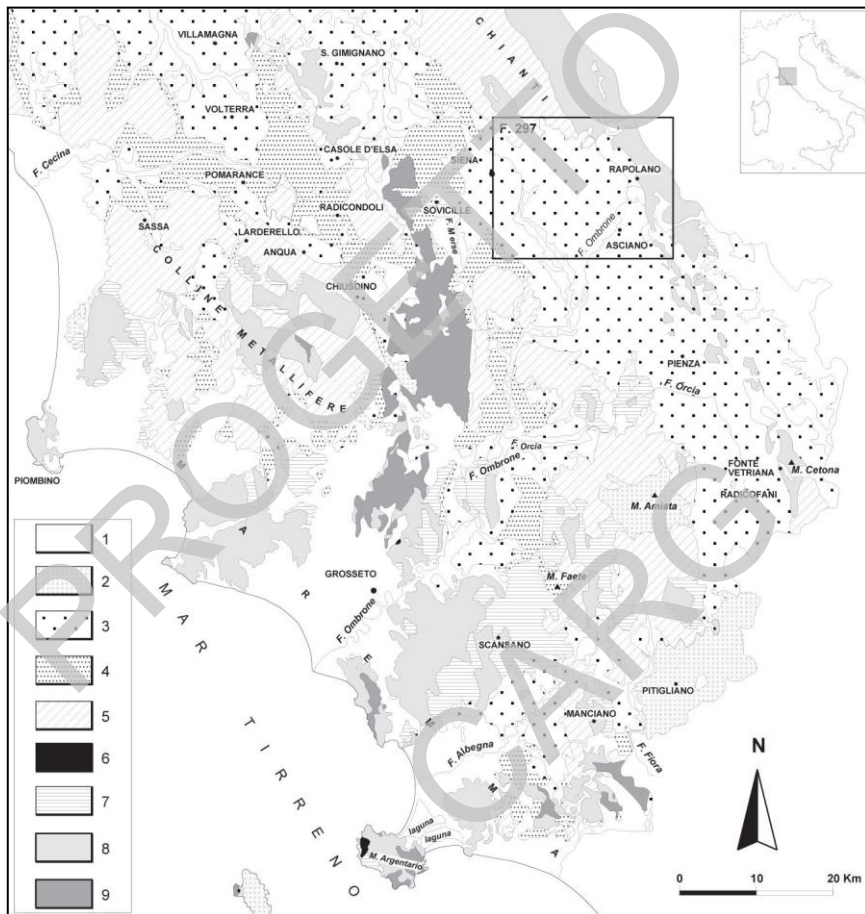 CHIANTI
VILLAMAGNA
S. GIMIGNANO
VOLTERRA
F. Cecina
CASOLE D'ELSA
SIENA
F. 297
RAPOLANO
POMARANCE
RADICONDOLI
SOVICILLE
F. Merse
F. Ombrone
ASCIANO
SASSA
LARDERELLO
ANQUA
CHIUSDINO
COLLINE METALLIFERE
PIENZA
F. Orcia
F. Orcia
F. Ombrone
PIOMBINO
FONTE
VETRIANA
M. Cetona
RADICOFANI
M. Amiata
GROSSETO
F. Ombrone
M. Faete
SCANSANO
MAREMMA
PITIGLIANO
MANCIANO
F. Albegna
F. Fiora
laguna
laguna
M. Argentario
MAR TIRRENO
1
2
3
4
5
6
7
8
9
N
0 10 20 Km
PROGETTO
CARG